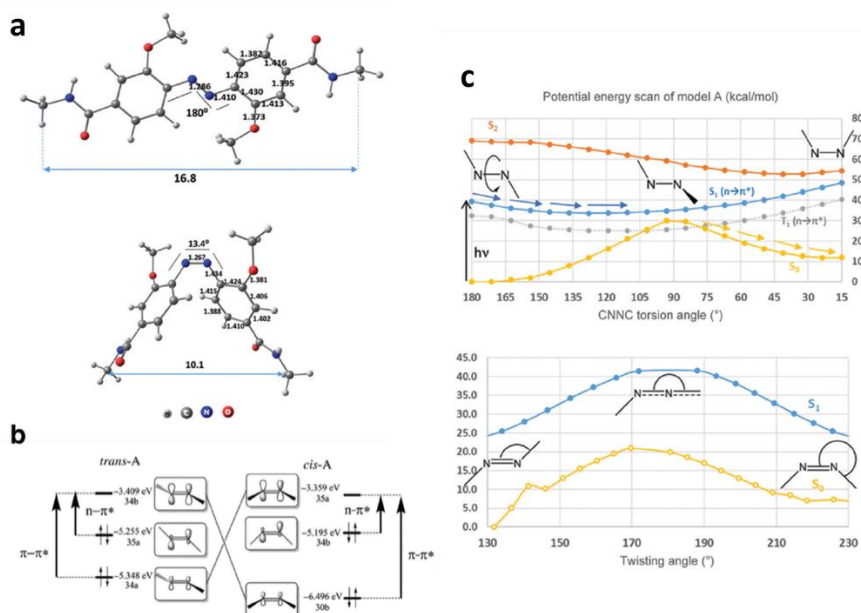 a
1.286
1.410
180⁰
1.382
1.423
1.416
1.395
1.430
1.413
1.373
16.8
13.4⁰
1.267
1.434
1.424
1.381
1.415
1.406
1.388
1.402
1.410
10.1
H C N O
b
trans-A
cis-A
−3.409 eV
34b
−3.359 eV
35a
n−π*
n-π*
−5.255 eV
35a
−5.195 eV
34b
π−π*
π-π*
−5.348 eV
34a
−6.496 eV
30b
c
Potential energy scan of model A (kcal/mol)
S₂
80
70
60
50
40
30
20
10
0
N N
N N
N N
S₁ (n→π*)
T₁ (n→π*)
S₀
hν
180 165 150 135 120 105 90 75 60 45 30 15
CNNC torsion angle (°)
45.0
40.0
35.0
30.0
25.0
20.0
15.0
10.0
5.0
0.0
N N
S₁
N N
N N
S₀
130 150 170 190 210 230
Twisting angle (°)